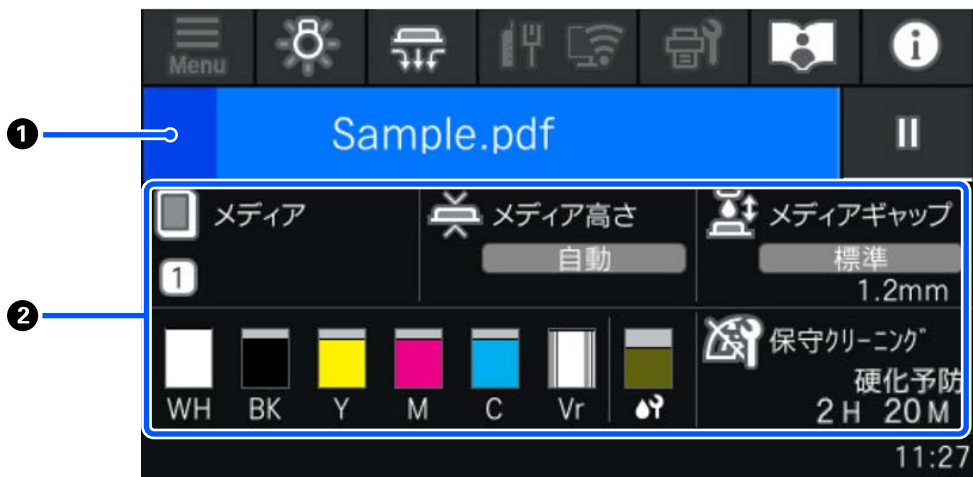 Menu
❶
Sample.pdf
メディア
メディア高さ
メディアギャップ
自動
標準
1
1.2mm
❷
保守クリーニング
硬化予防
WH BK Y M C Vr
2H 20M
11:27